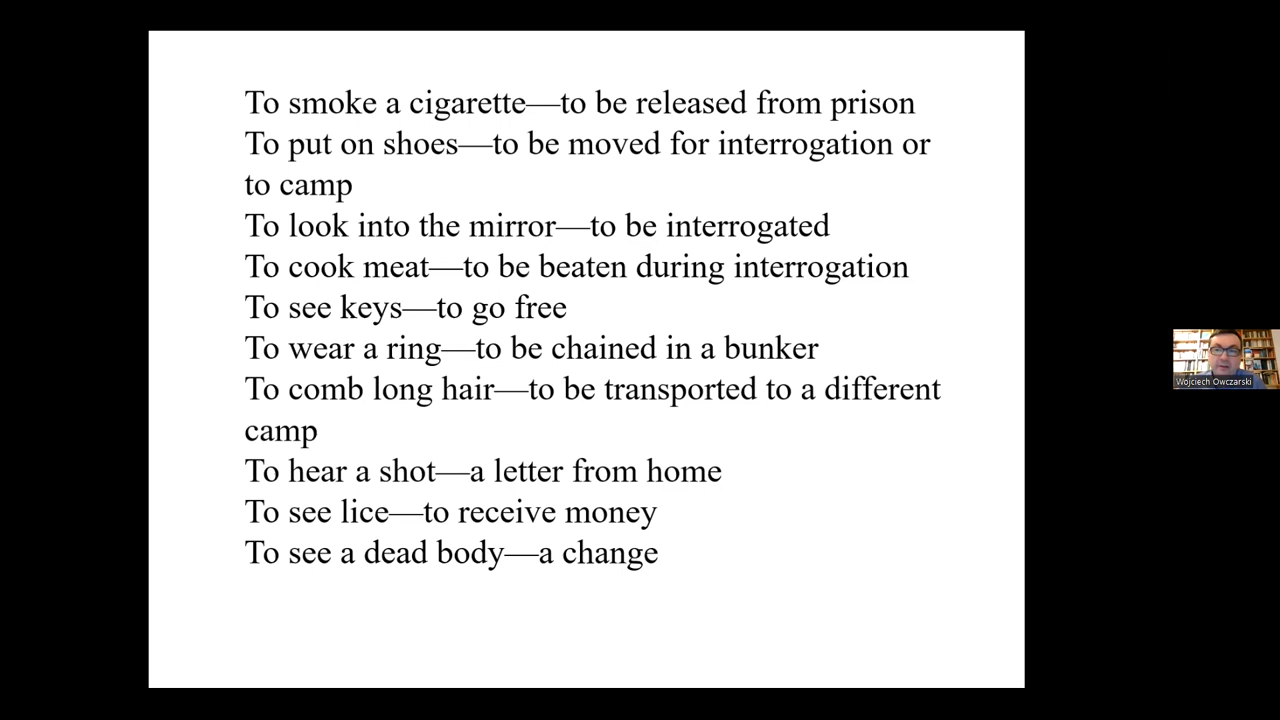 To smoke a cigarette—to be released from prison
To put on shoes—to be moved for interrogation or
to camp
To look into the mirror—to be interrogated
To cook meat—to be beaten during interrogation
To see keys—to go free
To wear a ring—to be chained in a bunker
To comb long hair—to be transported to a different
camp
To hear a shot—a letter from home
To see lice—to receive money
To see a dead body—a change
Wojciech Owczarski